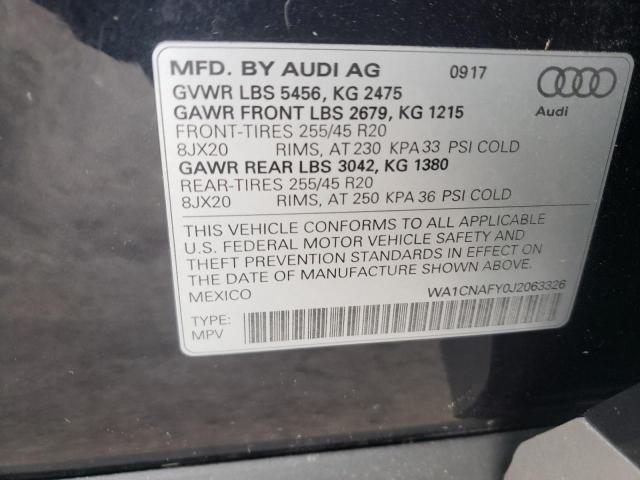 MFD. BY AUDI AG 0917
GVWR LBS 5456, KG 2475
GAWR FRONT LBS 2679, KG 1215
Audi
FRONT-TIRES 255/45 R20
8JX20 RIMS, AT 230 KPA 33 PSI COLD
GAWR REAR LBS 3042, KG 1380
REAR-TIRES 255/45 R20
8JX20 RIMS, AT 250 KPA 36 PSI COLD
THIS VEHICLE CONFORMS TO ALL APPLICABLE
U.S. FEDERAL MOTOR VEHICLE SAFETY AND
THEFT PREVENTION STANDARDS IN EFFECT ON
THE DATE OF MANUFACTURE SHOWN ABOVE.
MEXICO WA1CNAFY0J2063326
TYPE:
MPV